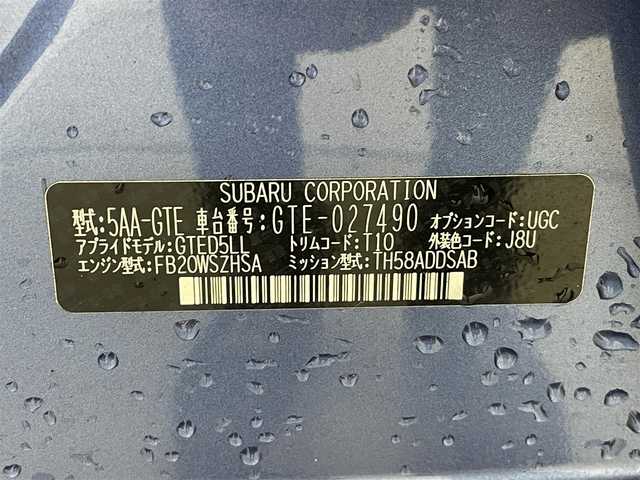 SUBARU CORPORATION
型式:5AA-GTE 車台番号:GTE-027490 オプションコード:UGC
アプライドモデル:GTED5LL トリムコード:T10 外装色コード:J8U
エンジン型式:FB20WSZHSA ミッション型式:TH58ADDSAB